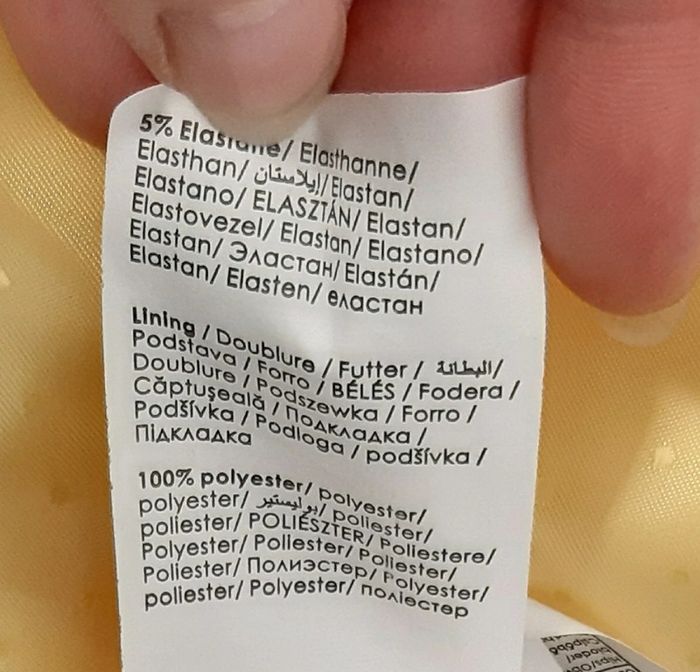 5% Elastane/ Elasthanne/
Elasthan/ إيلاستان/ Elastan/
Elastano/ ELASZTÁN/ Elastan/
Elastovezel/ Elastan/ Elastano/
Elastan/ Эластан/ Elastán/
Elastan/ Elasten/ еластан
Lining / Doublure / Futter / البطانة/
Podstava / Forro / BÉLÉS / Fodera /
Doublure / Podszewka / Forro /
Căptușeală / Подкладка /
Podšívka / Podloga / podšívka /
Підкладка
100% polyester/ polyester/
polyester/ بوليستير/ poliester/
poliester/ POLIÉSZTER/ Poliestere/
Polyester/ Poliester/ Poliester/
Poliester/ Полиэстер/ Polyester/
poliester/ Polyester/ поліестер